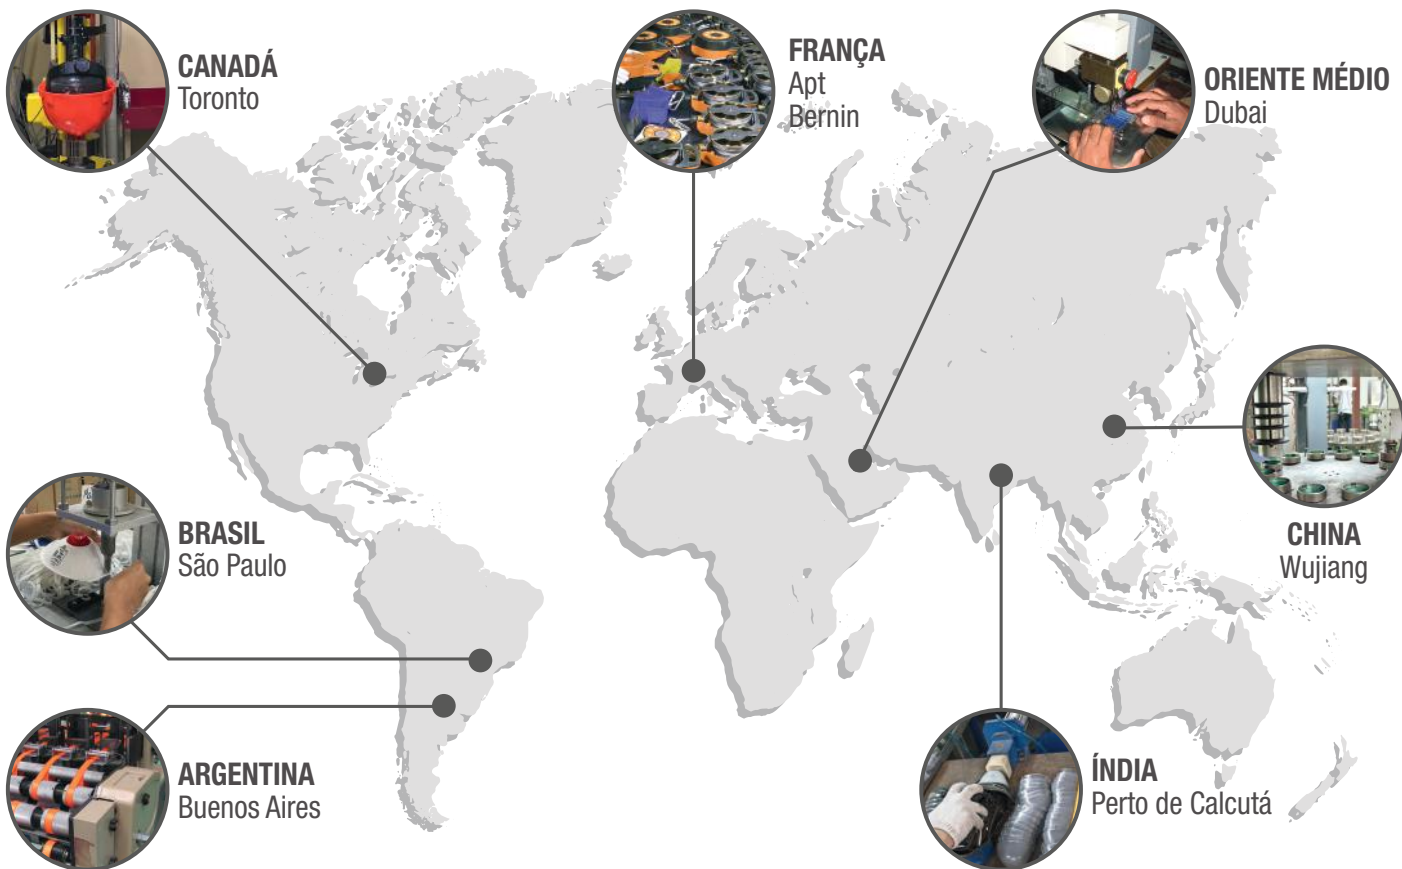 CANADÁ
Toronto
FRANÇA
Apt
Bernin
ORIENTE MÉDIO
Dubai
BRASIL
São Paulo
CHINA
Wujiang
ARGENTINA
Buenos Aires
ÍNDIA
Perto de Calcutá